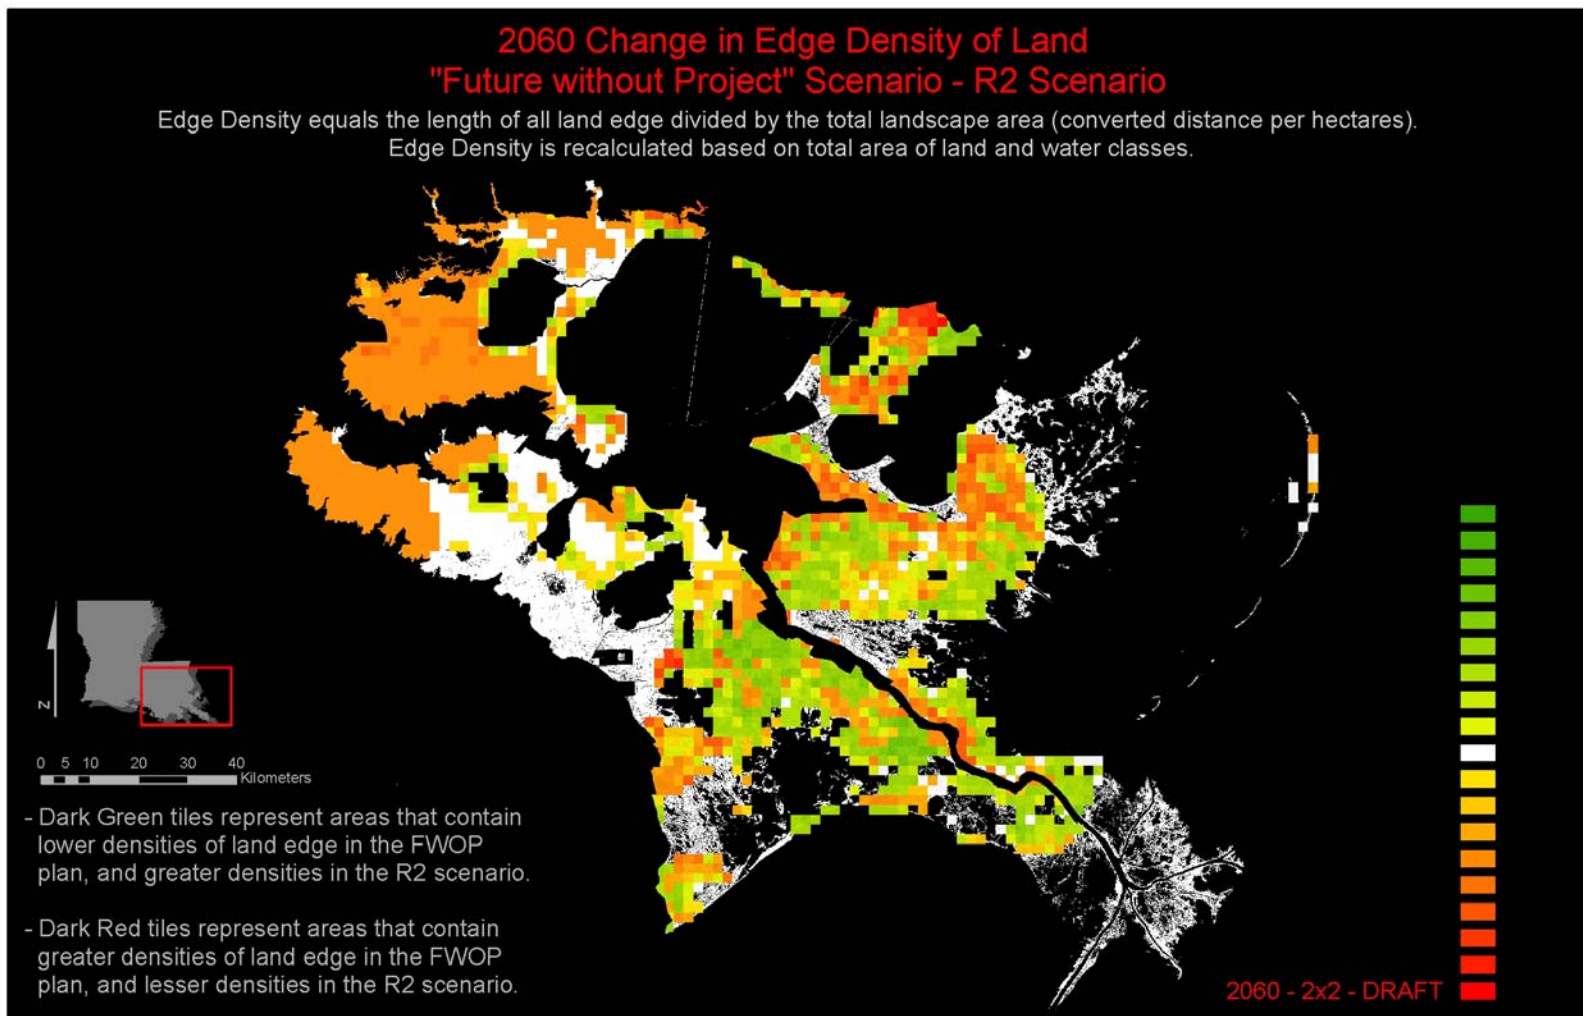 2060 Change in Edge Density of Land
"Future without Project" Scenario - R2 Scenario
Edge Density equals the length of all land edge divided by the total landscape area (converted distance per hectares).
Edge Density is recalculated based on total area of land and water classes.
N
0 5 10 20 30 40
Kilometers
- Dark Green tiles represent areas that contain
lower densities of land edge in the FWOP
plan, and greater densities in the R2 scenario.
- Dark Red tiles represent areas that contain
greater densities of land edge in the FWOP
plan, and lesser densities in the R2 scenario.
2060 - 2x2 - DRAFT